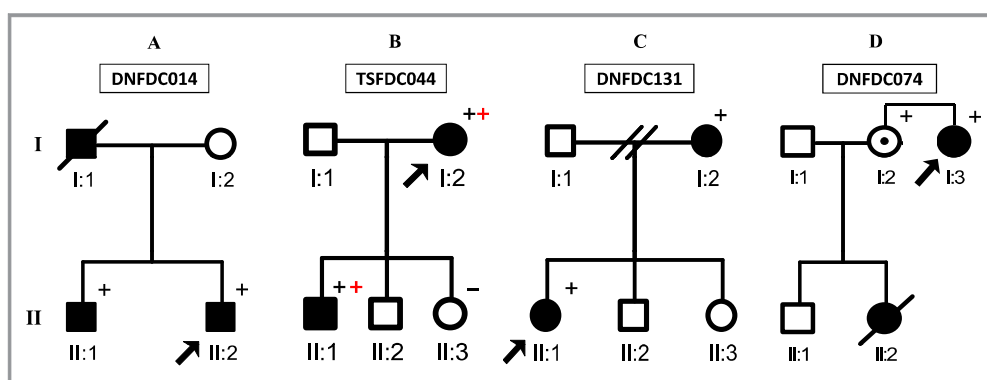 A B C D
DNFDC014 TSFDC044 DNFDC131 DNFDC074
++ + + +
I
I:1 I:2 I:1 I:2 I:1 I:2 I:1 I:2 I:3
+ + ++ – +
II
II:1 II:2 II:1 II:2 II:3 II:1 II:2 II:3 II:1 II:2